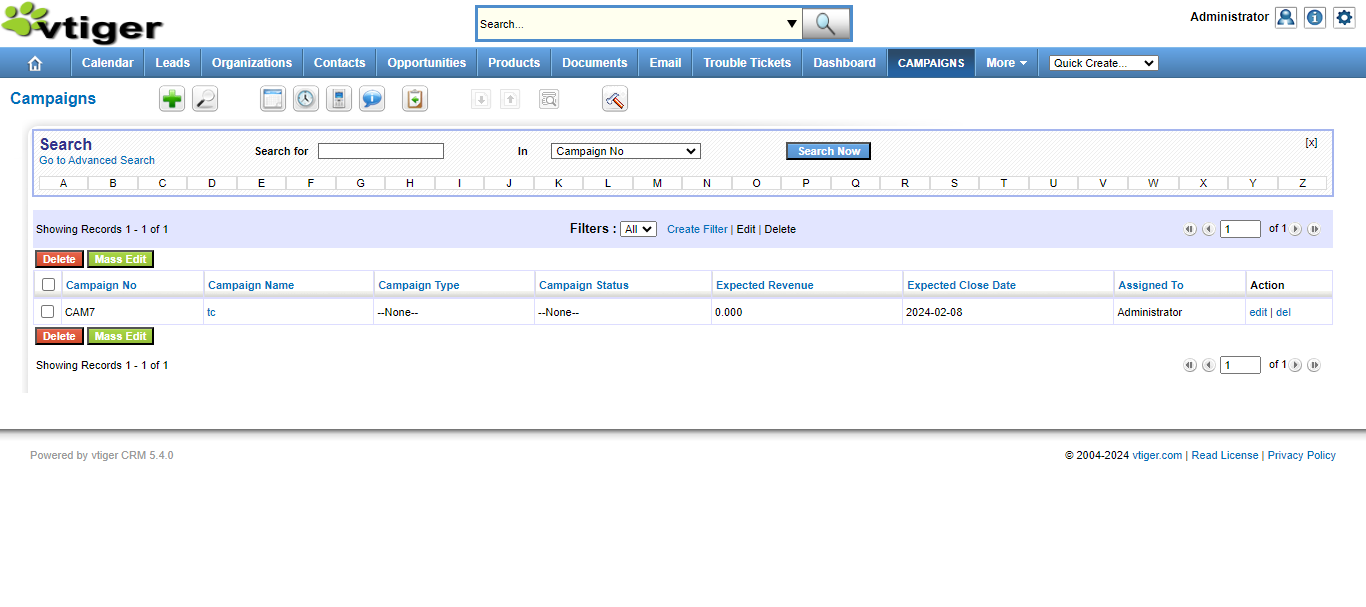 vtiger
Search...
Administrator
Calendar Leads Organizations Contacts Opportunities Products Documents Email Trouble Tickets Dashboard CAMPAIGNS More Quick Create...
Campaigns
Search
Go to Advanced Search
Search for In Campaign No Search Now [x]
A B C D E F G H I J K L M N O P Q R S T U V W X Y Z
Showing Records 1 - 1 of 1 Filters : All Create Filter | Edit | Delete 1 of 1
Delete Mass Edit
Campaign No Campaign Name Campaign Type Campaign Status Expected Revenue Expected Close Date Assigned To Action
CAM7 tc --None-- --None-- 0.000 2024-02-08 Administrator edit | del
Delete Mass Edit
Showing Records 1 - 1 of 1 1 of 1
Powered by vtiger CRM 5.4.0 © 2004-2024 vtiger.com | Read License | Privacy Policy